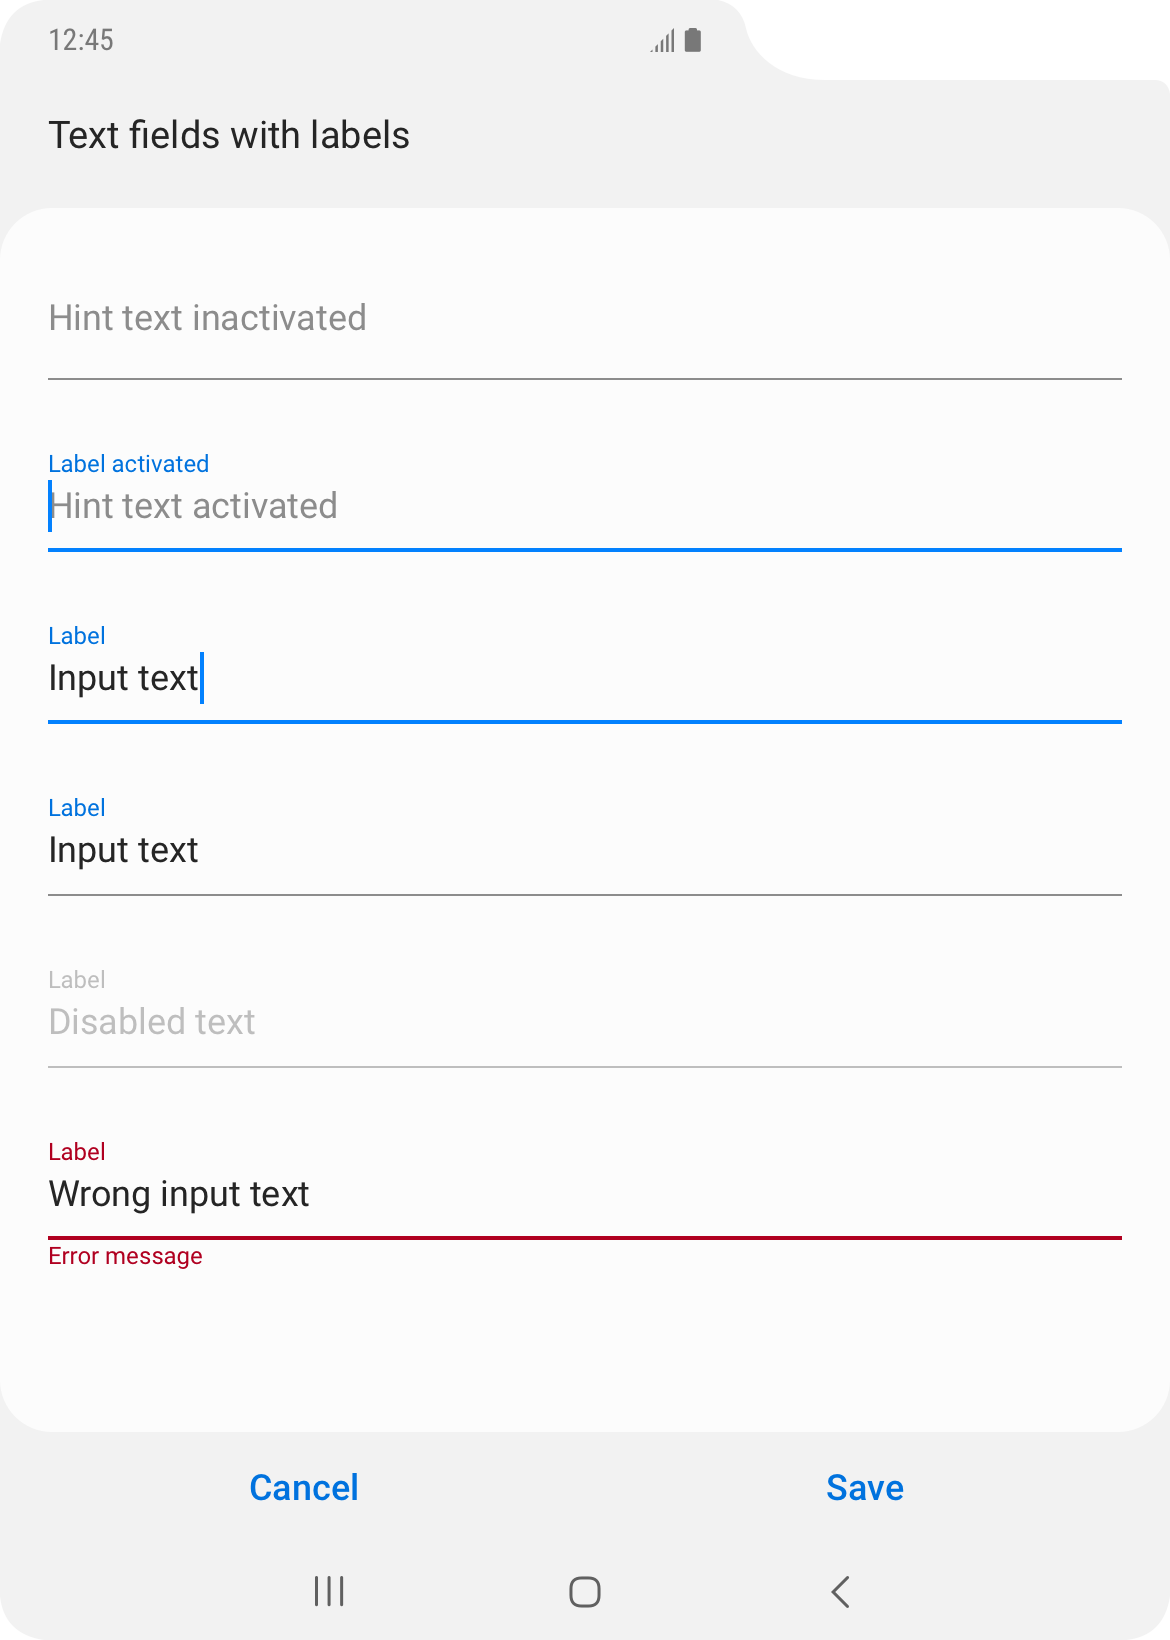 12:45
Text fields with labels
Hint text inactivated
Label activated
Hint text activated
Label
Input text
Label
Input text
Label
Disabled text
Label
Wrong input text
Error message
Cancel
Save